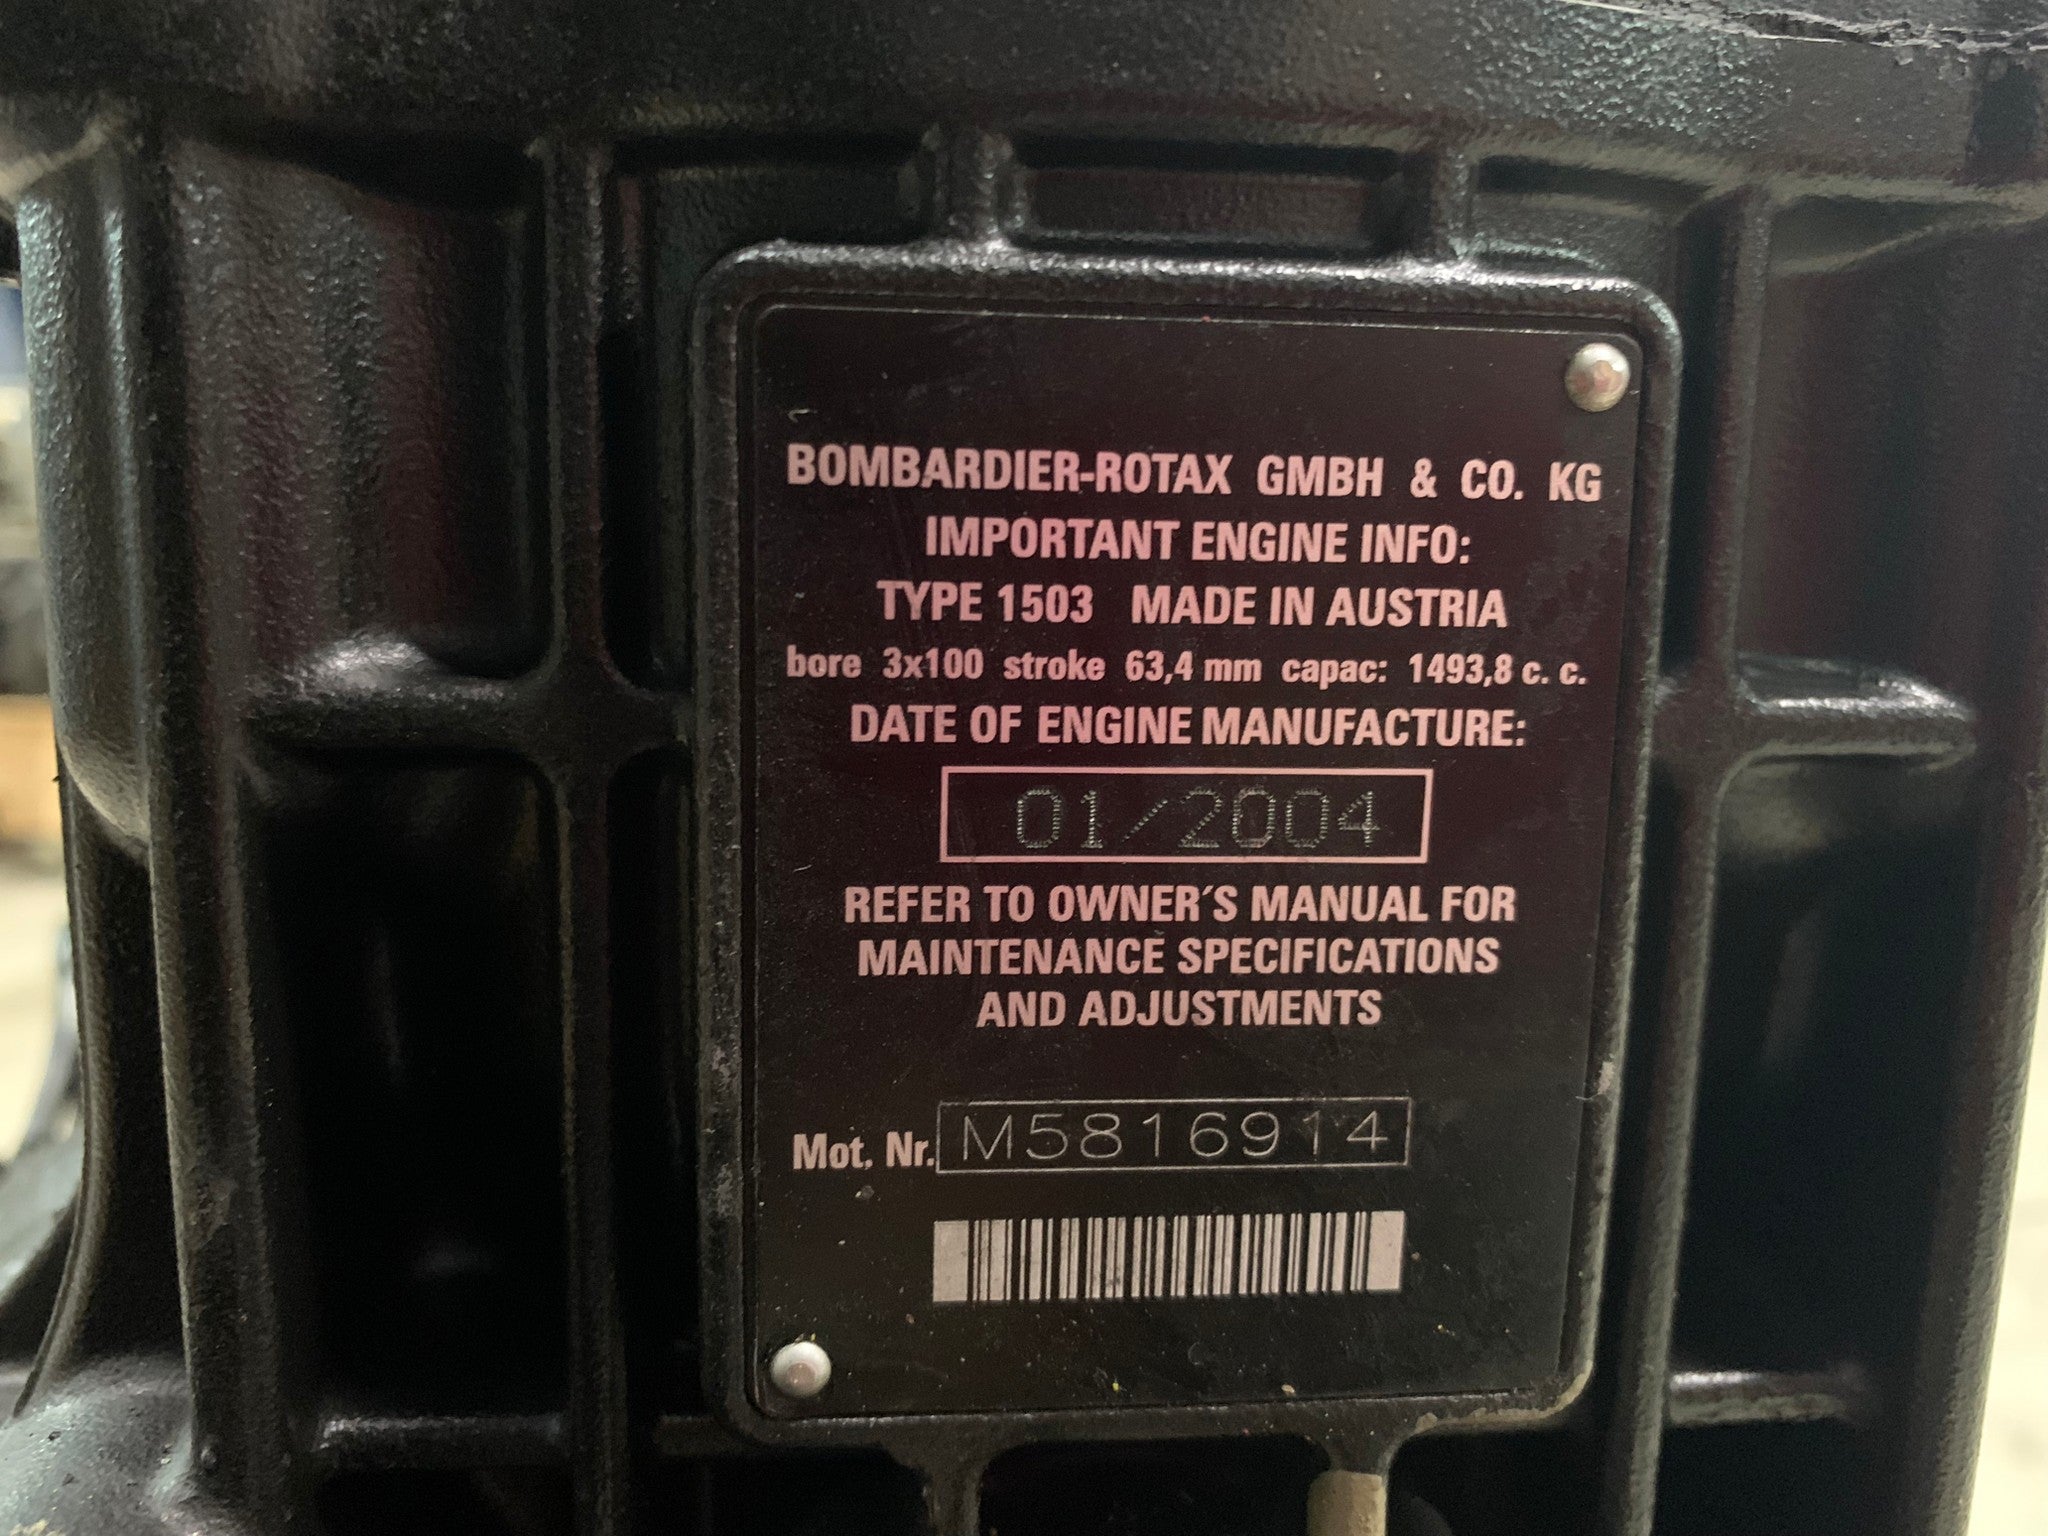 BOMBARDIER-ROTAX GMBH & CO. KG
IMPORTANT ENGINE INFO:
TYPE 1503 MADE IN AUSTRIA
bore 3x100 stroke 63,4 mm capac: 1493,8 c. c.
DATE OF ENGINE MANUFACTURE:
01/2004
REFER TO OWNER´S MANUAL FOR
MAINTENANCE SPECIFICATIONS
AND ADJUSTMENTS
Mot. Nr. M5816914